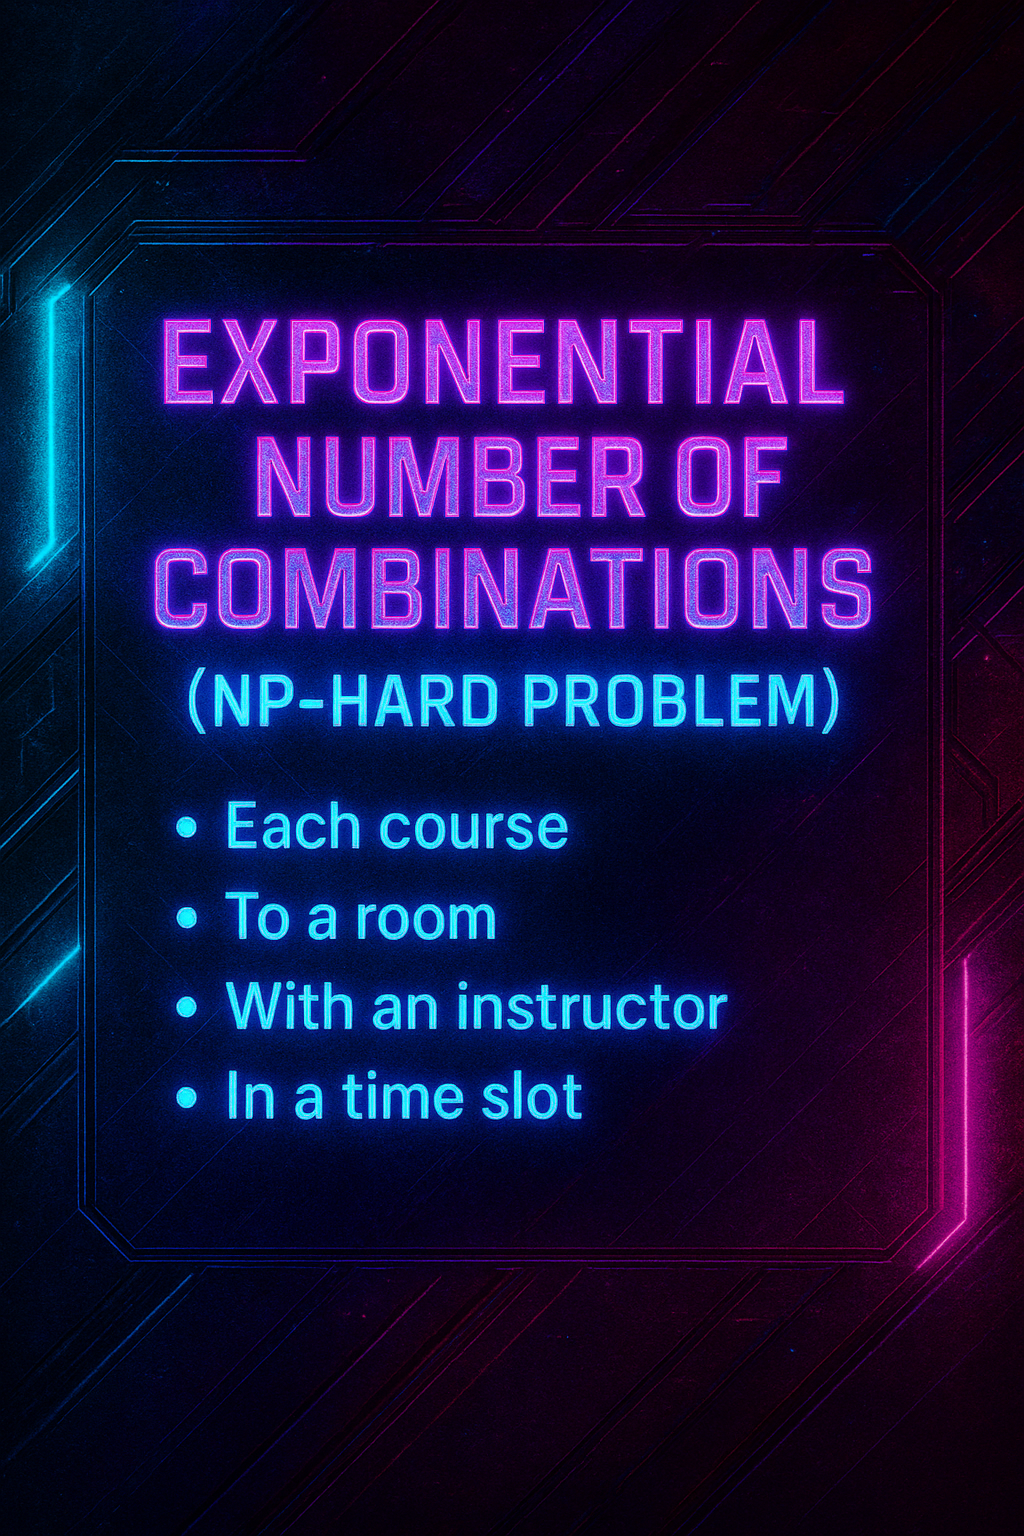 EXPONENTIAL
NUMBER OF
COMBINATIONS
(NP-HARD PROBLEM)
• Each course
• To a room
• With an instructor
• In a time slot